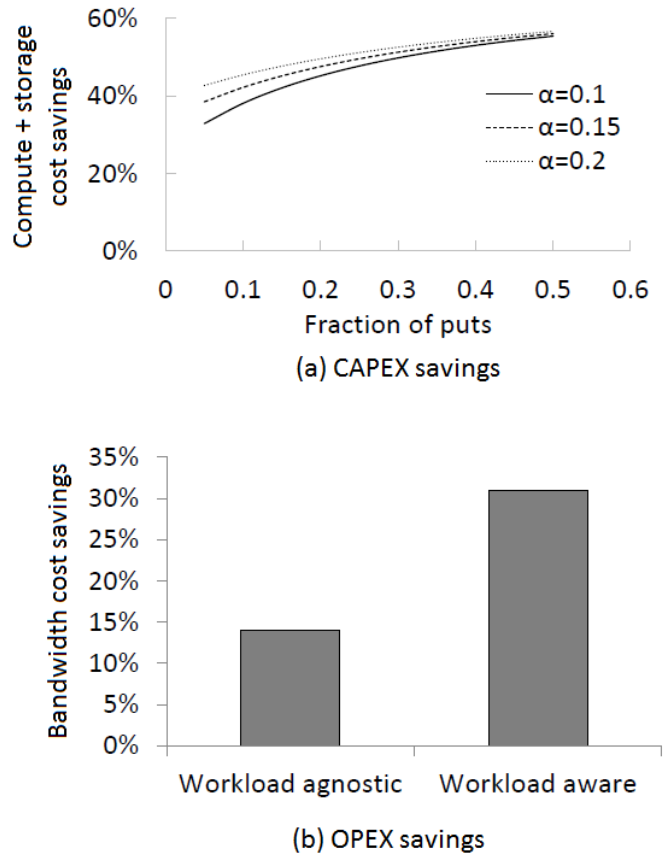 Compute + storage
cost savings
60%
40%
20%
0%
α=0.1
α=0.15
α=0.2
0 0.1 0.2 0.3 0.4 0.5 0.6
Fraction of puts
(a) CAPEX savings
Bandwidth cost savings
35%
30%
25%
20%
15%
10%
5%
0%
Workload agnostic Workload aware
(b) OPEX savings